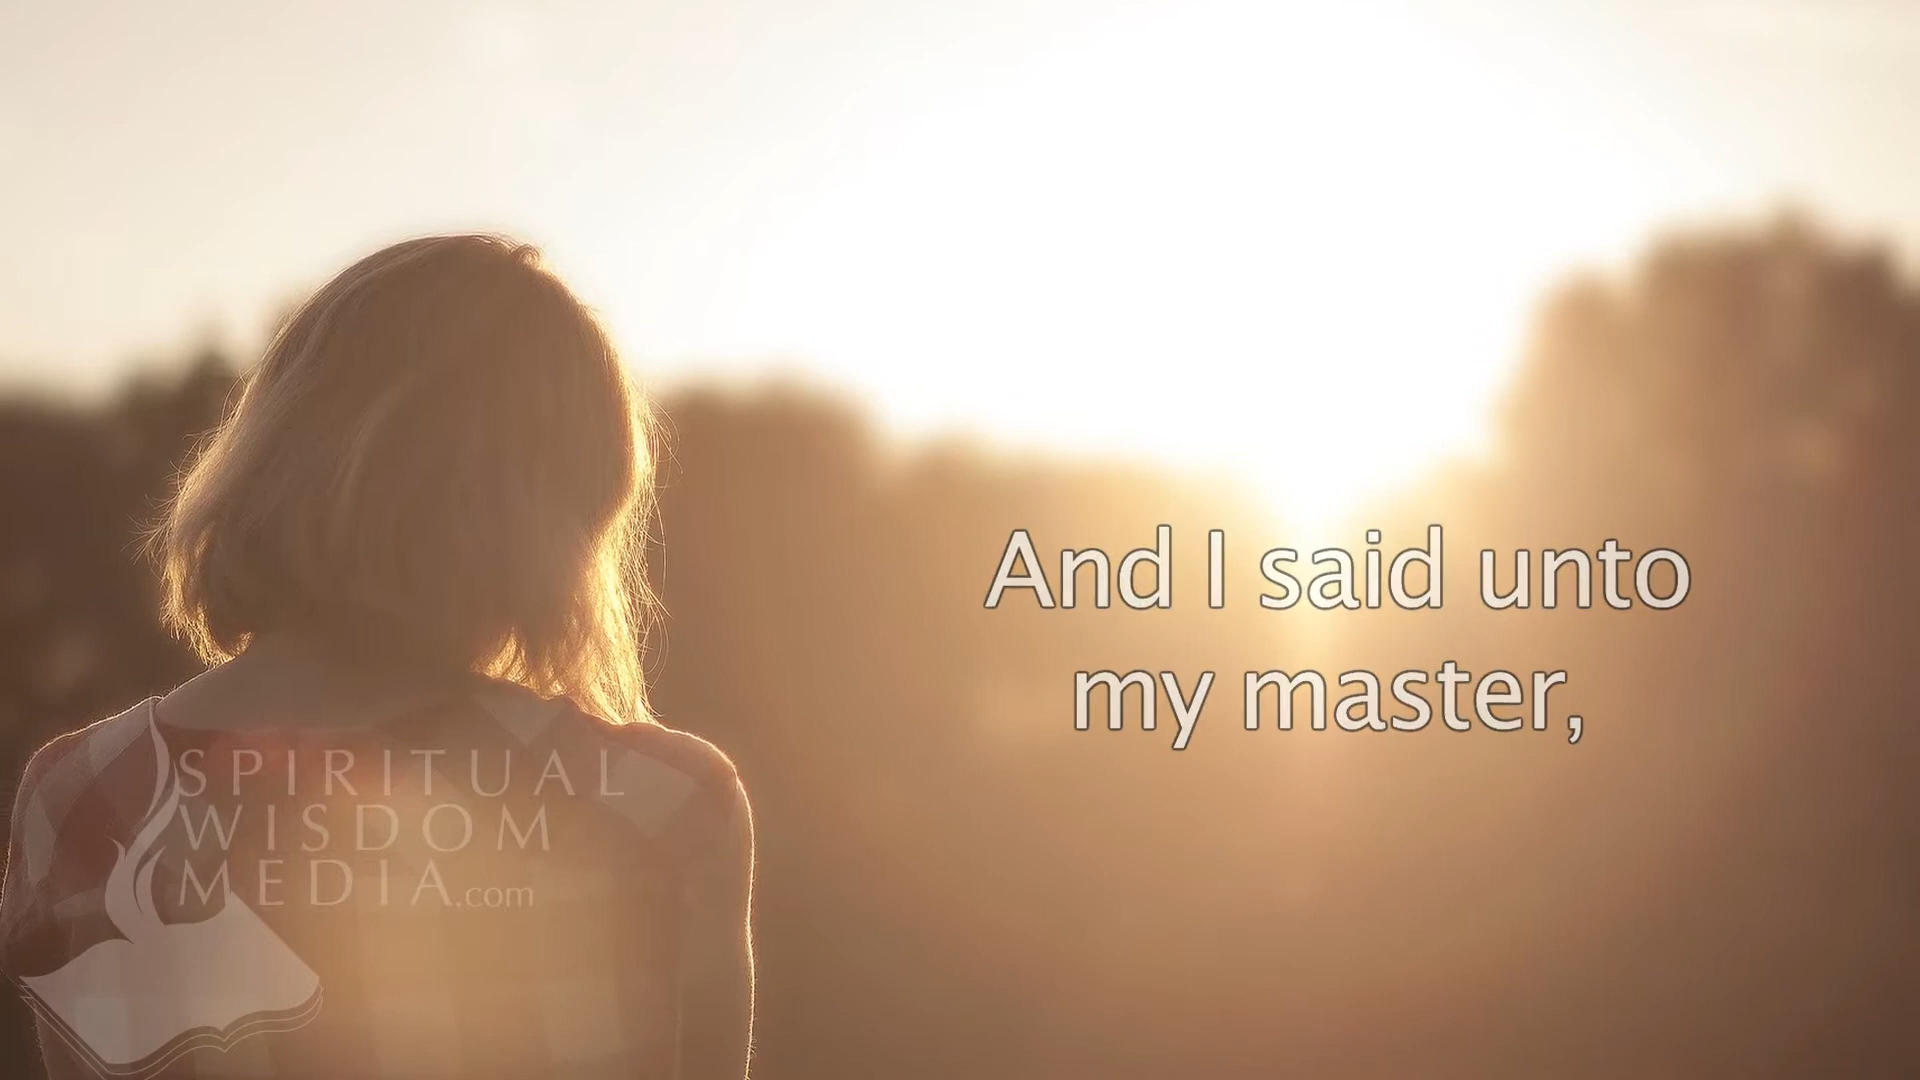 And I said unto
my master,
SPIRITUAL
WISDOM
MEDIA.com